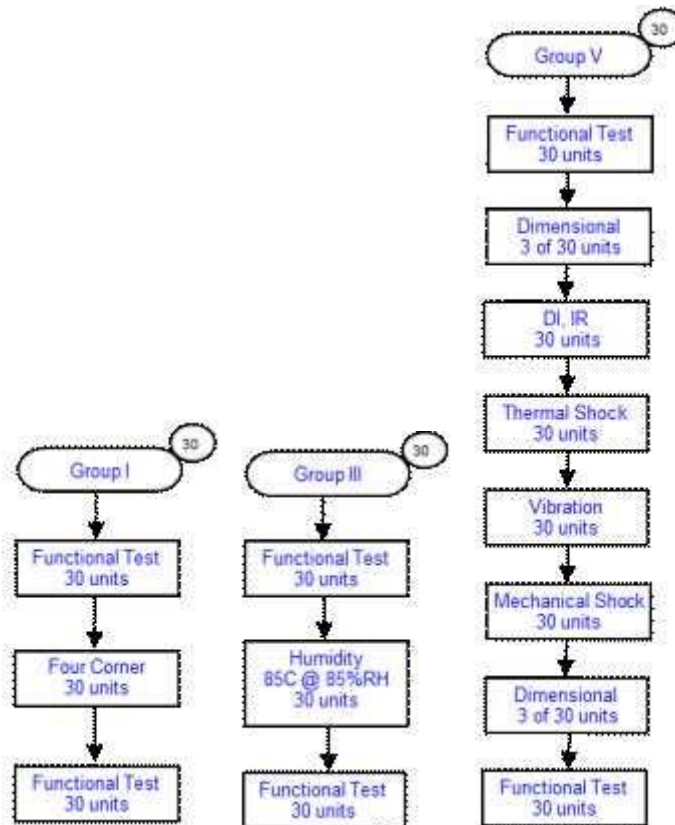 30
Group I
Functional Test
30 units
Four Corner
30 units
Functional Test
30 units
30
Group III
Functional Test
30 units
Humidity
85C @ 85%RH
30 units
Functional Test
30 units
30
Group V
Functional Test
30 units
Dimensional
3 of 30 units
DI, IR
30 units
Thermal Shock
30 units
Vibration
30 units
Mechanical Shock
30 units
Dimensional
3 of 30 units
Functional Test
30 units